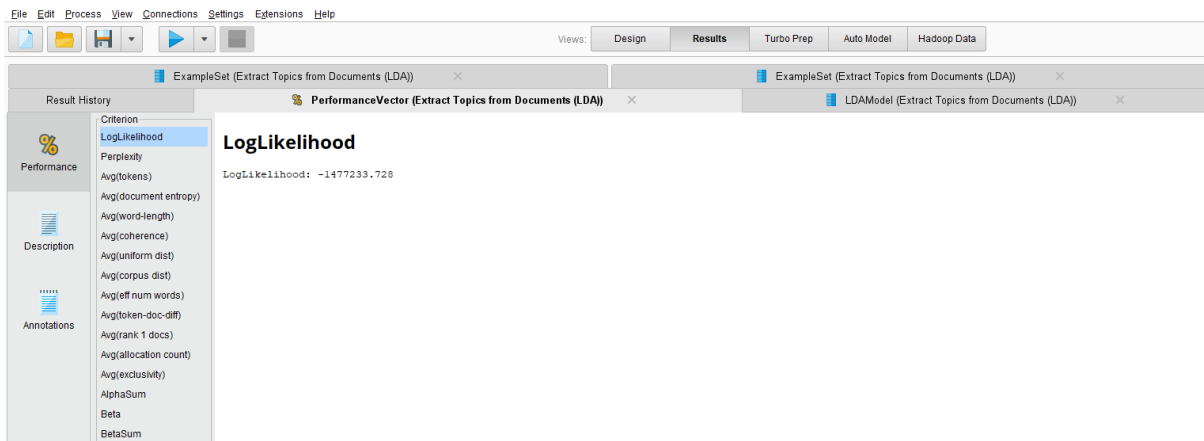 File Edit Process View Connections Settings Extensions Help
Views: Design Results Turbo Prep Auto Model Hadoop Data
ExampleSet (Extract Topics from Documents (LDA)) ExampleSet (Extract Topics from Documents (LDA))
Result History PerformanceVector (Extract Topics from Documents (LDA)) LDAModel (Extract Topics from Documents (LDA))
Performance
Description
Annotations
Criterion
LogLikelihood
Perplexity
Avg(tokens)
Avg(document entropy)
Avg(word-length)
Avg(coherence)
Avg(uniform dist)
Avg(corpus dist)
Avg(eff num words)
Avg(token-doc-diff)
Avg(rank 1 docs)
Avg(allocation count)
Avg(exclusivity)
AlphaSum
Beta
BetaSum
LogLikelihood
LogLikelihood: -1477233.728